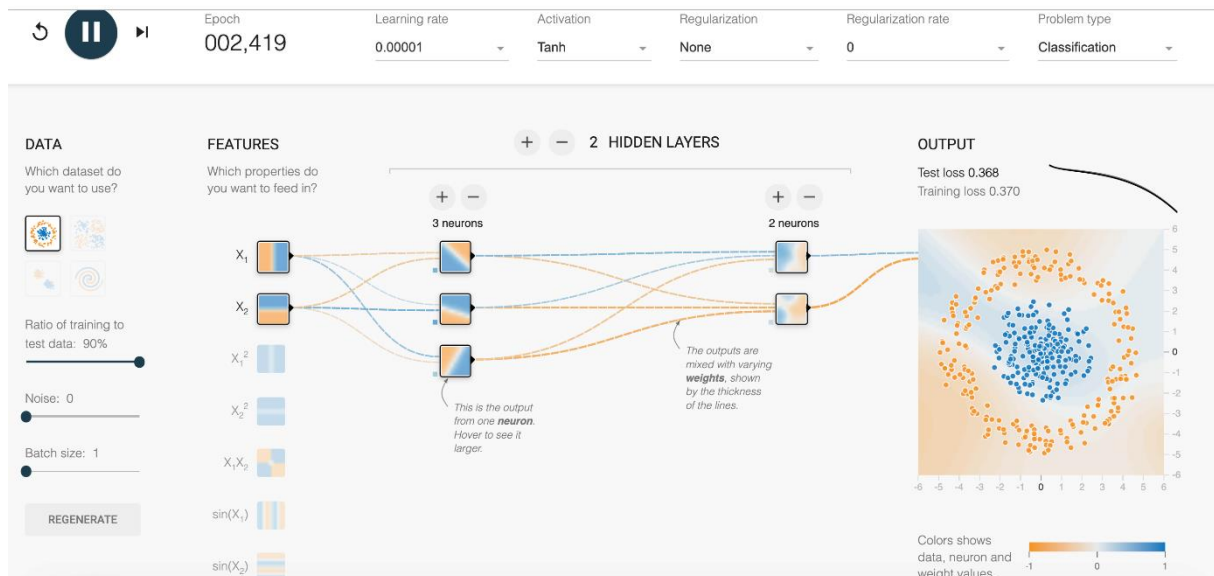 Epoch
002,419
Learning rate
0.00001
Activation
Tanh
Regularization
None
Regularization rate
0
Problem type
Classification
DATA
Which dataset do
you want to use?
Ratio of training to
test data: 90%
Noise: 0
Batch size: 1
REGENERATE
FEATURES
Which properties do
you want to feed in?
X₁
X₂
X₁²
X₂²
X₁X₂
sin(X₁)
sin(X₂)
+ − 2 HIDDEN LAYERS
+ −
3 neurons
+ −
2 neurons
This is the output
from one neuron.
Hover to see it
larger.
The outputs are
mixed with varying
weights, shown
by the thickness
of the lines.
OUTPUT
Test loss 0.368
Training loss 0.370
6
5
4
3
2
1
0
-1
-2
-3
-4
-5
-6
-6 -5 -4 -3 -2 -1 0 1 2 3 4 5 6
Colors shows
data, neuron and
weight values
-1 0 1